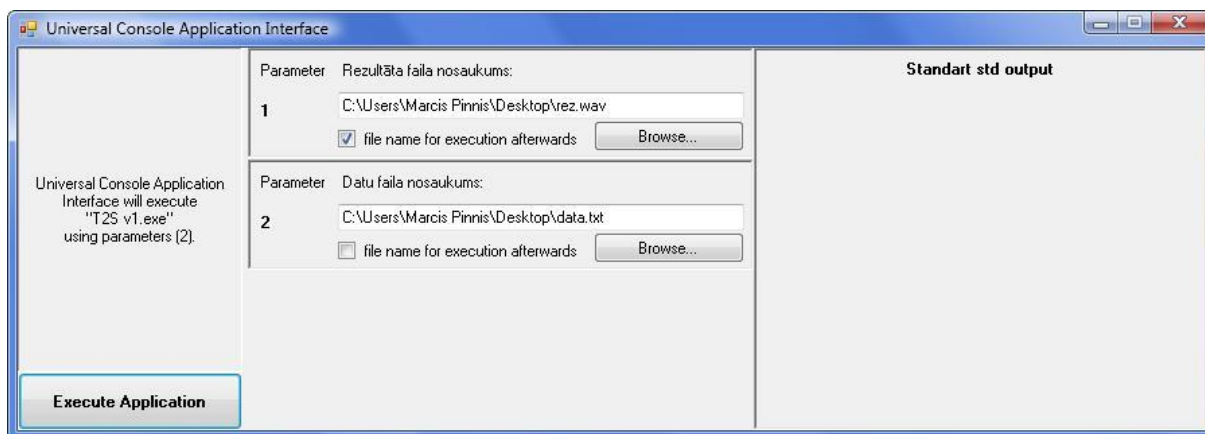 Universal Console Application Interface
Universal Console Application
Interface will execute
"T2S v1.exe"
using parameters (2).
Execute Application
Parameter Rezultāta faila nosaukums:
1 C:\Users\Marcis Pinnis\Desktop\rez.wav
file name for execution afterwards Browse...
Parameter Datu faila nosaukums:
2 C:\Users\Marcis Pinnis\Desktop\data.txt
file name for execution afterwards Browse...
Standart std output